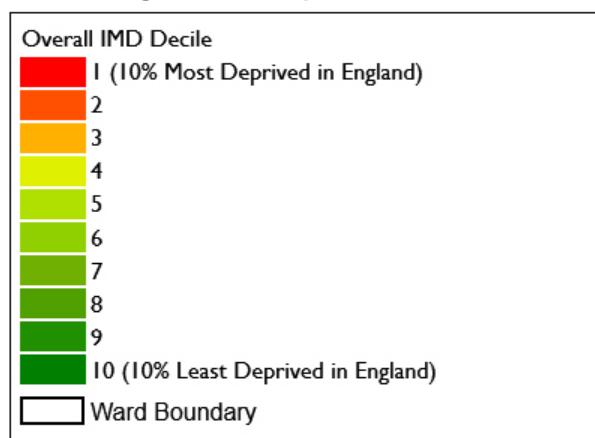 Overall IMD Decile
1 (10% Most Deprived in England)
2
3
4
5
6
7
8
9
10 (10% Least Deprived in England)
Ward Boundary